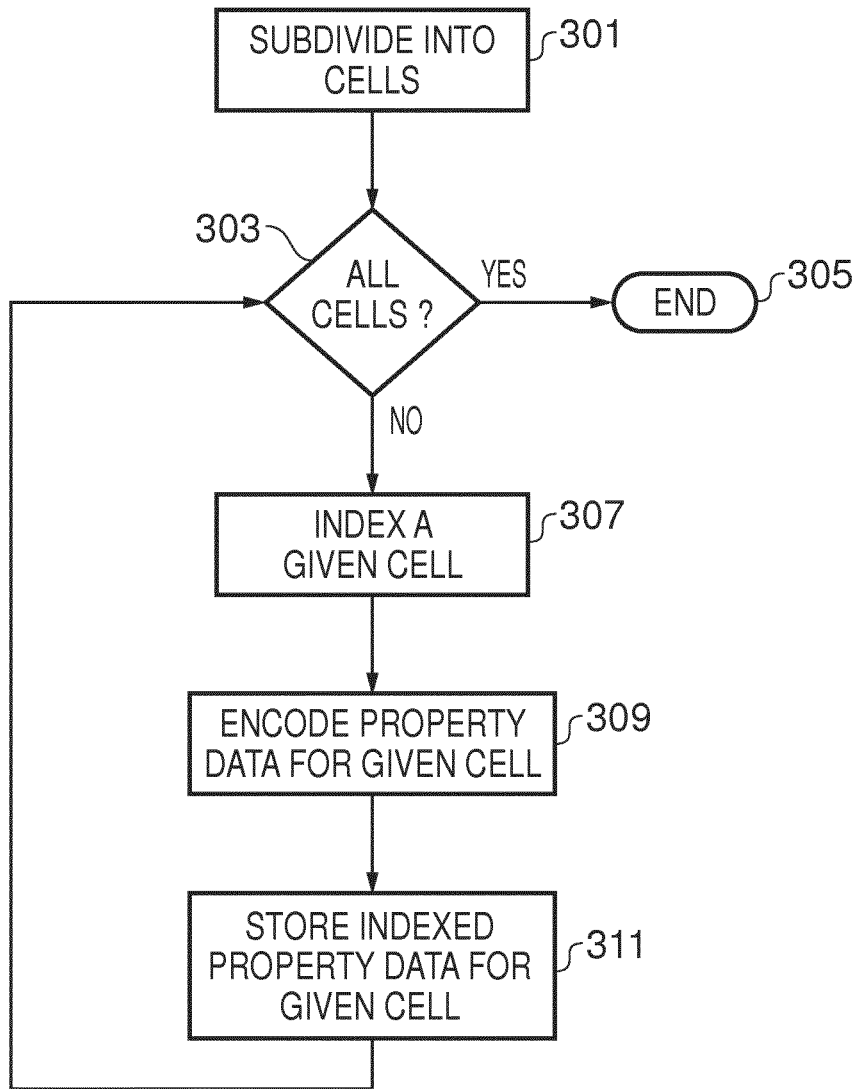 SUBDIVIDE INTO
CELLS
301
303
ALL
CELLS ?
YES
END
305
NO
INDEX A
GIVEN CELL
307
ENCODE PROPERTY
DATA FOR GIVEN CELL
309
STORE INDEXED
PROPERTY DATA FOR
GIVEN CELL
311